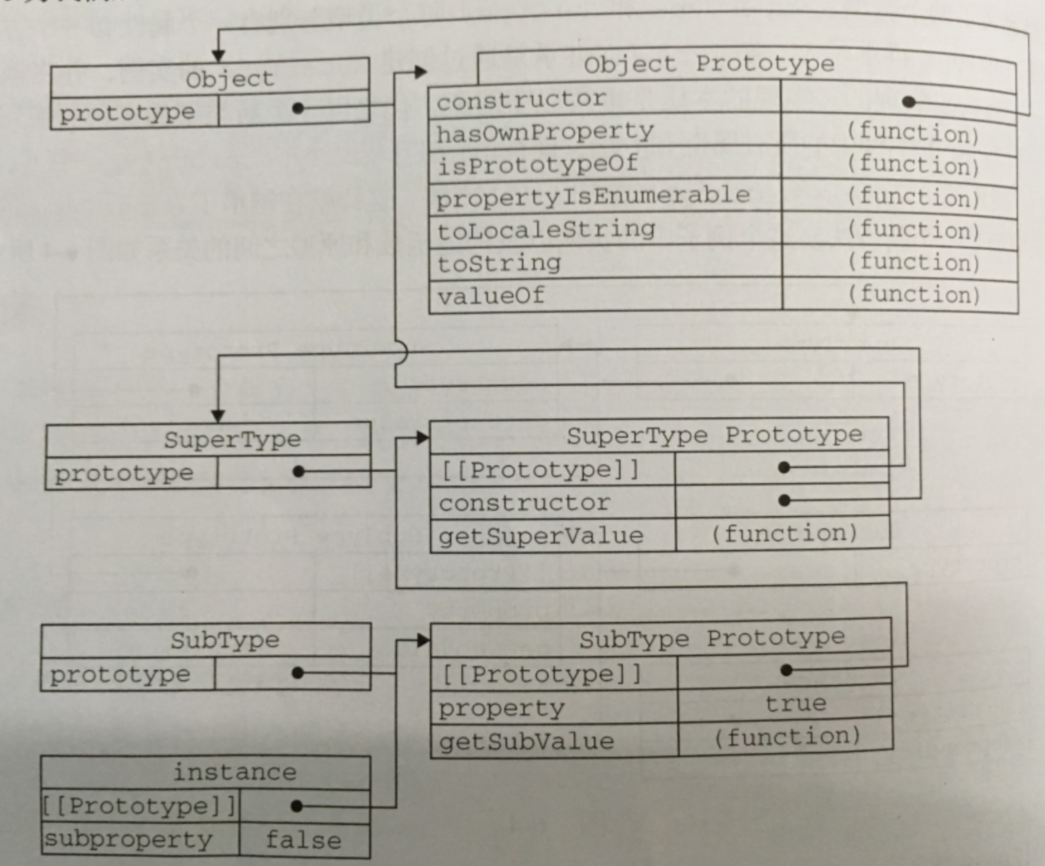 Object
prototype
Object Prototype
constructor
hasOwnProperty (function)
isPrototypeOf (function)
propertyIsEnumerable (function)
toLocaleString (function)
toString (function)
valueOf (function)
SuperType
prototype
SuperType Prototype
[[Prototype]]
constructor
getSuperValue (function)
SubType
prototype
SubType Prototype
[[Prototype]]
property true
getSubValue (function)
instance
[[Prototype]]
subproperty false